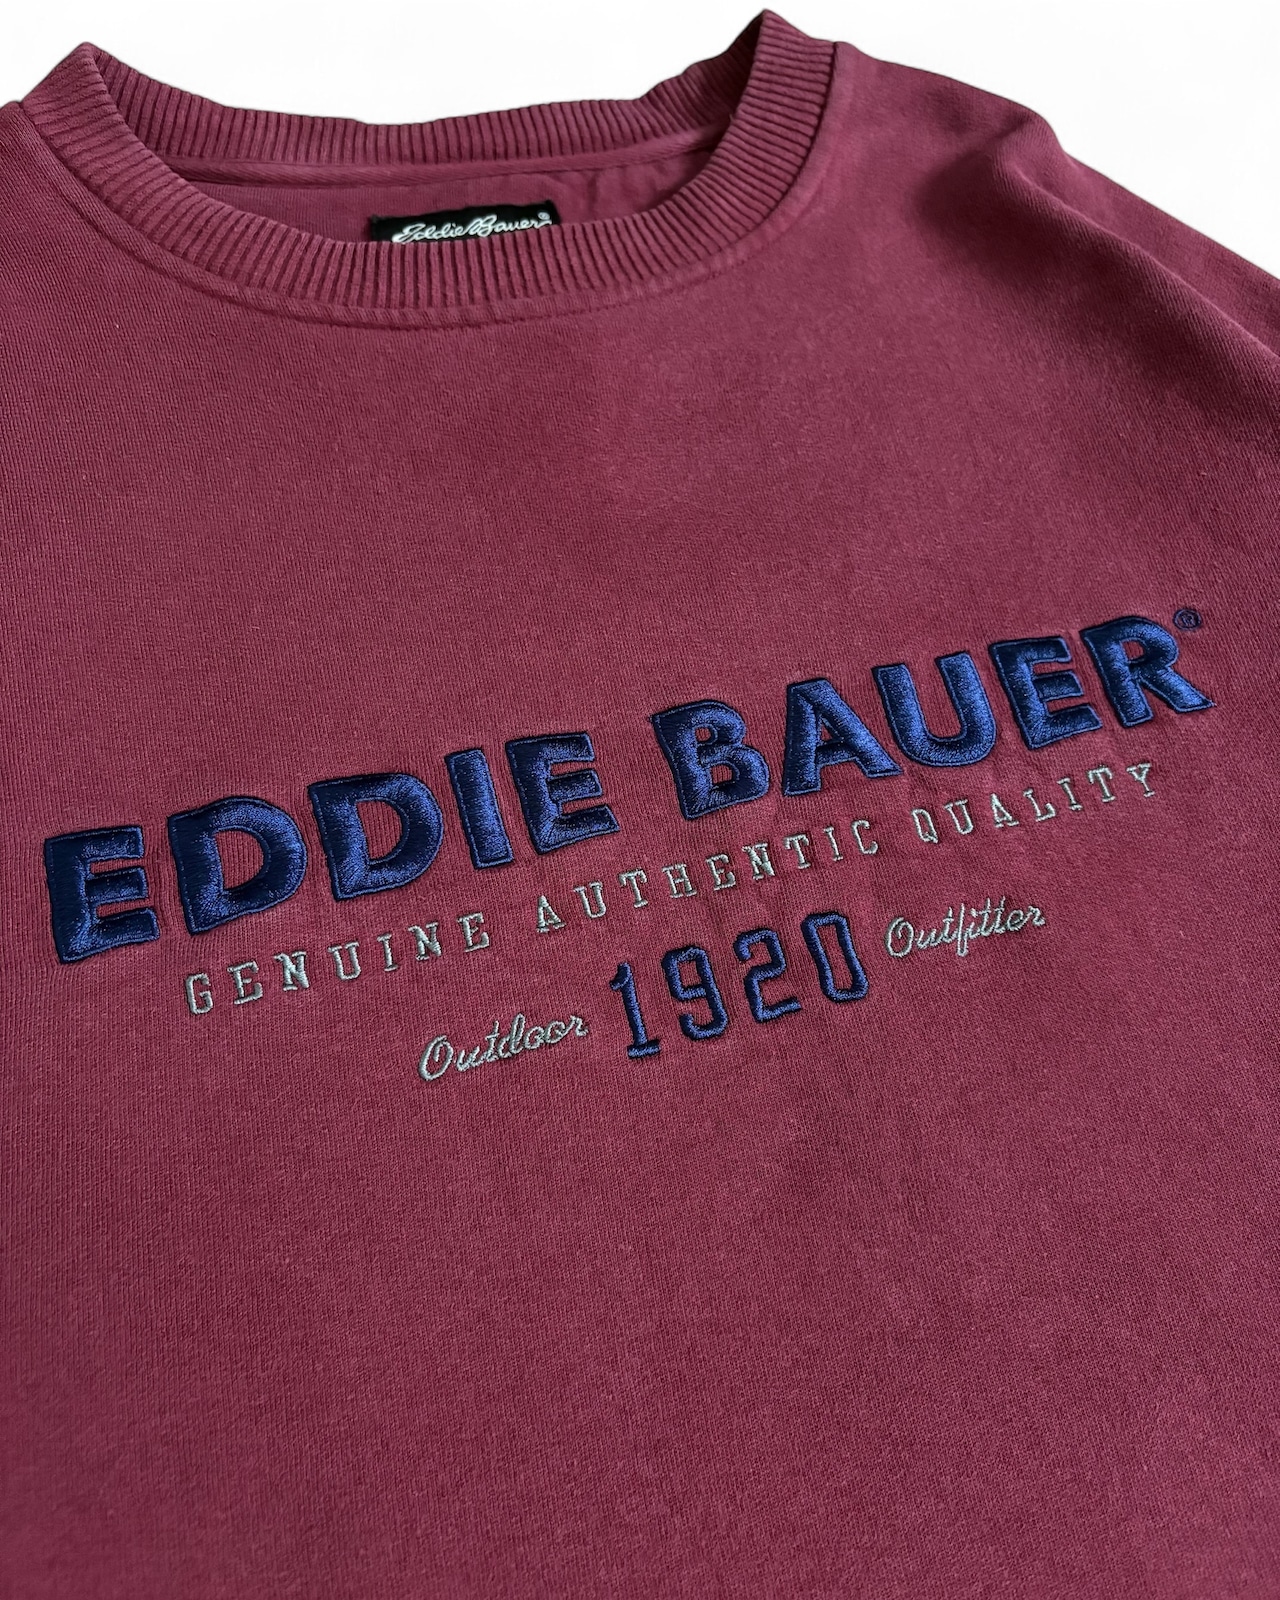 Eddie Bauer®
EDDIE BAUER®
GENUINE AUTHENTIC QUALITY
Outdoor 1920 Outfitter